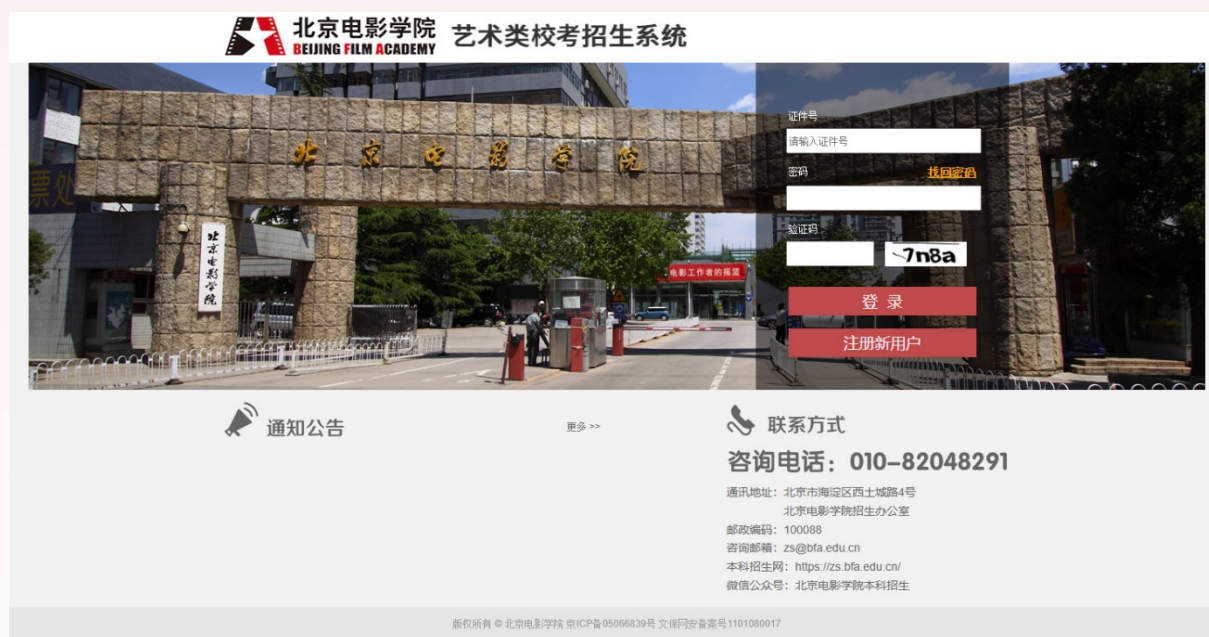 北京电影学院
BEIJING FILM ACADEMY
艺术类校考招生系统
北京电影学院
票处
北京电影学院
电影工作者的摇篮
证件号
请输入证件号
密码 找回密码
验证码
7n8a
登 录
注册新用户
通知公告
更多 >>
联系方式
咨询电话：010-82048291
通讯地址：北京市海淀区西土城路4号
北京电影学院招生办公室
邮政编码：100088
咨询邮箱：zs@bfa.edu.cn
本科招生网：https://zs.bfa.edu.cn/
微信公众号：北京电影学院本科招生
版权所有 © 北京电影学院 京ICP备05066839号 文保网安备案号1101080017